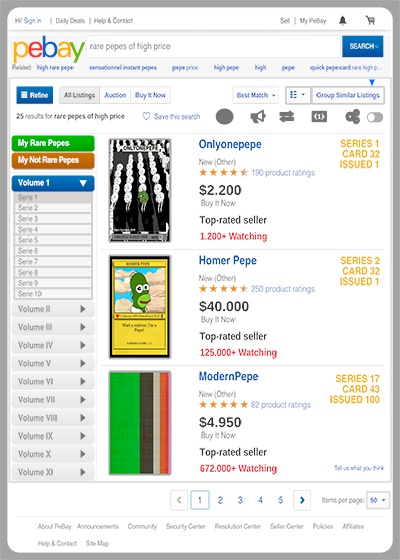 Hi! Sign in | Daily Deals | Help & Contact
Sell | My PeBay
pebay
rare pepes of high price
SEARCH
Related: high rare pepe sensationnel instant pepes pepe price high pepe high pepe quick pepe card rare high p...
Refine
All Listings Auction Buy It Now
Best Match
Group Similar Listings
25 results for rare pepes of high price
Save this search
(1)
My Rare Pepes
My Not Rare Pepes
Volume 1
Serie 1
Serie 2
Serie 3
Serie 4
Serie 5
Serie 6
Serie 7
Serie 8
Serie 9
Serie 10
Volume II
Volume III
Volume IV
Volume V
Volume VI
Volume VII
Volume VIII
Volume IX
Volume X
Volume XI
ONLYONEPEPE
Onlyonepepe
New (Other)
190 product ratings
$2.200
Buy It Now
Top-rated seller
1.200+ Watching
SERIES 1
CARD 32
ISSUED 1
HOMER PEPE
Homer Pepe
New (Other)
250 product ratings
$40.000
Buy It Now
Top-rated seller
125.000+ Watching
SERIES 2
CARD 32
ISSUED 1
ModernPepe
New (Other)
82 product ratings
$4.950
Buy It Now
Top-rated seller
672.000+ Watching
SERIES 17
CARD 43
ISSUED 100
Tell us what you think
1 2 3 4 5
Items per page: 50
About PeBay Announcements Community Security Center Resolution Center Seller Center Policies Affiliates
Help & Contact Site Map